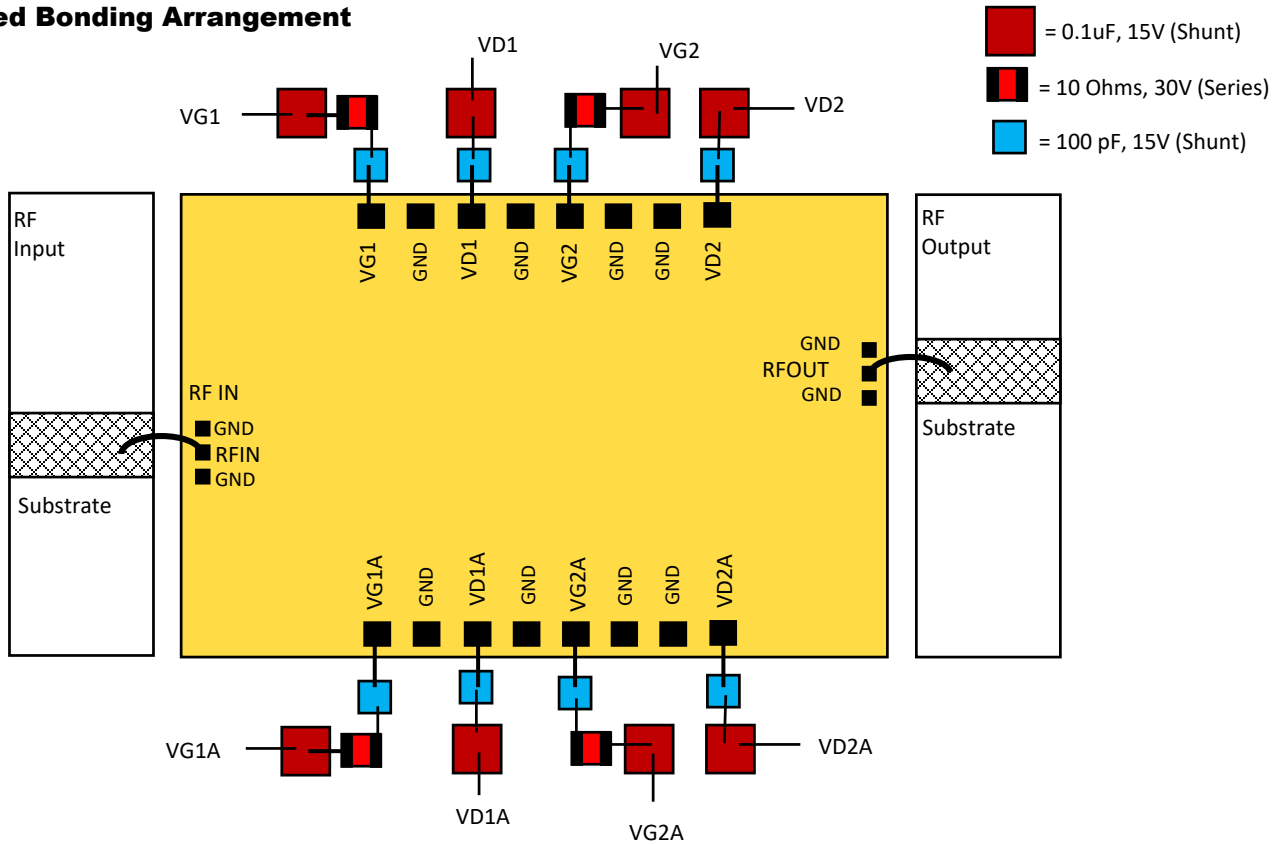 ed Bonding Arrangement
= 0.1uF, 15V (Shunt)
= 10 Ohms, 30V (Series)
= 100 pF, 15V (Shunt)
VD1
VG2
VG1
VD2
RF
Input
RF
Output
VG1
GND
VD1
GND
VG2
GND
GND
VD2
GND
RFOUT
GND
RF IN
GND
RFIN
GND
Substrate
Substrate
VG1A
GND
VD1A
GND
VG2A
GND
GND
VD2A
VG1A
VD2A
VD1A
VG2A